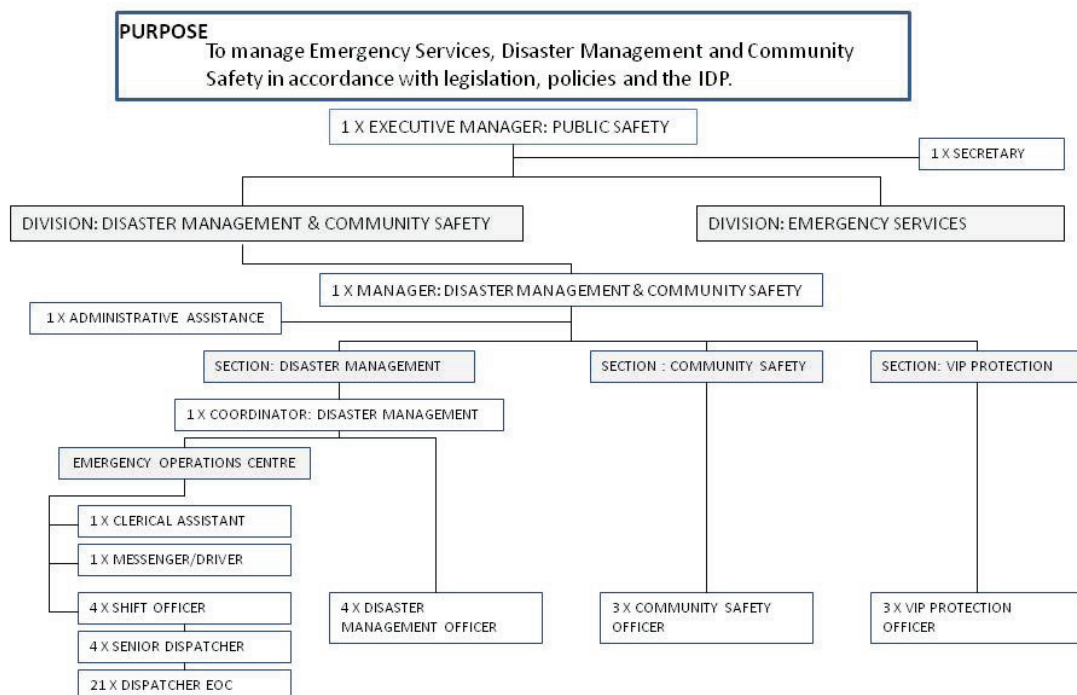 PURPOSE
To manage Emergency Services, Disaster Management and Community
Safety in accordance with legislation, policies and the IDP.
1 X EXECUTIVE MANAGER: PUBLIC SAFETY
1 X SECRETARY
DIVISION: DISASTER MANAGEMENT & COMMUNITY SAFETY
DIVISION: EMERGENCY SERVICES
1 X MANAGER: DISASTER MANAGEMENT & COMMUNITY SAFETY
1 X ADMINISTRATIVE ASSISTANCE
SECTION: DISASTER MANAGEMENT
SECTION : COMMUNITY SAFETY
SECTION: VIP PROTECTION
1 X COORDINATOR: DISASTER MANAGEMENT
EMERGENCY OPERATIONS CENTRE
1 X CLERICAL ASSISTANT
1 X MESSENGER/DRIVER
4 X SHIFT OFFICER
4 X SENIOR DISPATCHER
21 X DISPATCHER EOC
4 X DISASTER
MANAGEMENT OFFICER
3 X COMMUNITY SAFETY
OFFICER
3 X VIP PROTECTION
OFFICER